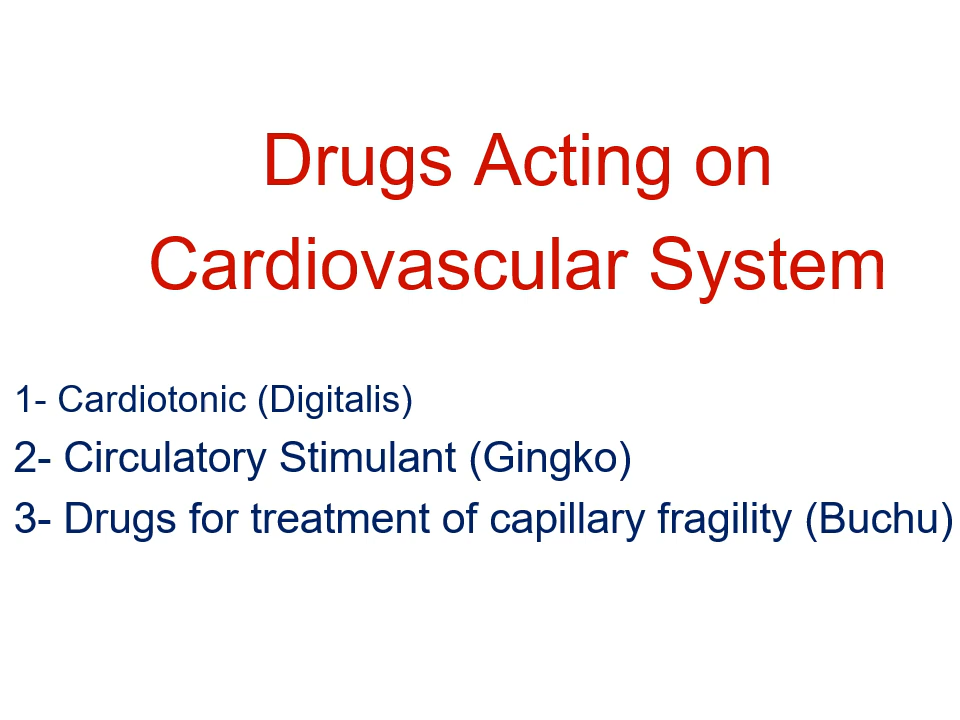 Drugs Acting on
Cardiovascular System
1- Cardiotonic (Digitalis)
2- Circulatory Stimulant (Gingko)
3- Drugs for treatment of capillary fragility (Buchu)